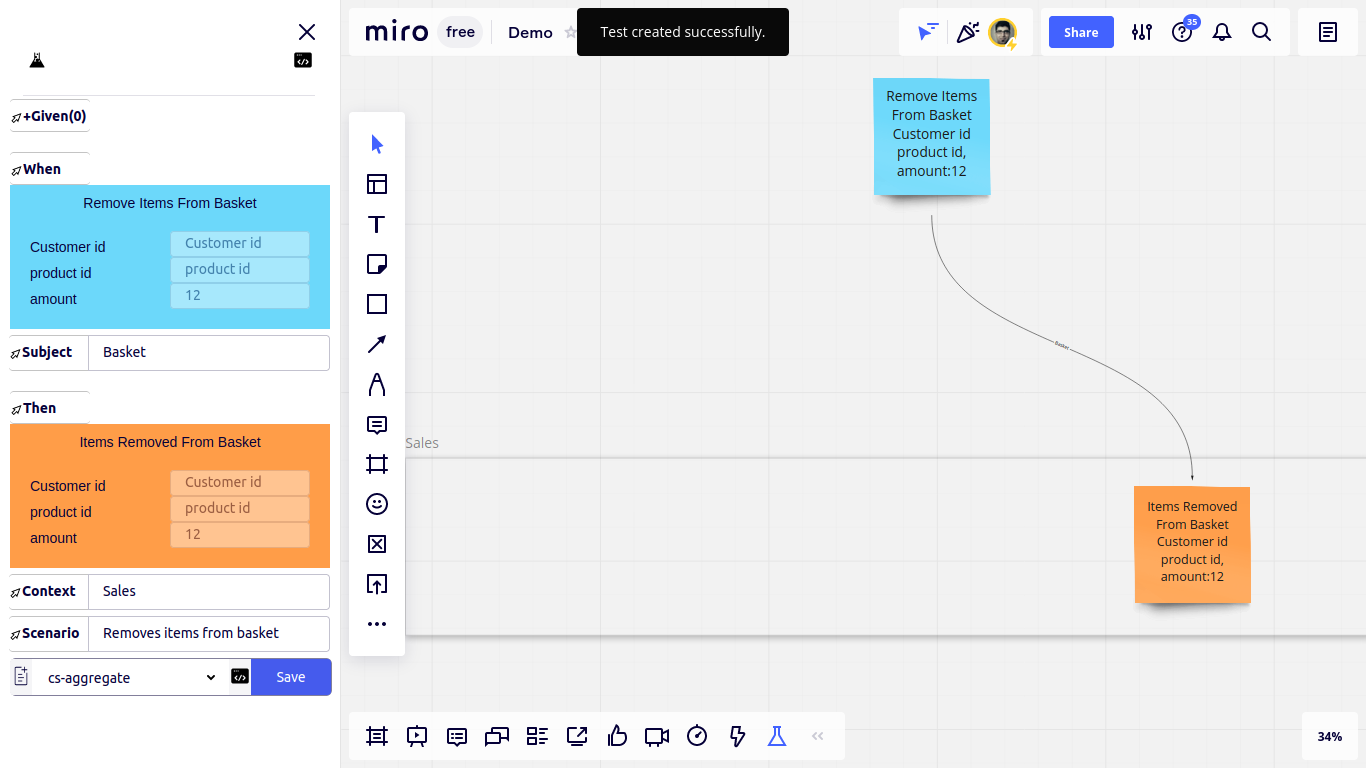 miro
free
Demo
Test created successfully.
Share
35
+Given(0)
When
Remove Items From Basket
Customer id
Customer id
product id
product id
amount
12
Subject
Basket
Then
Items Removed From Basket
Customer id
Customer id
product id
product id
amount
12
Context
Sales
Scenario
Removes items from basket
cs-aggregate
Save
Remove Items
From Basket
Customer id
product id,
amount:12
Basket
Sales
Items Removed
From Basket
Customer id
product id,
amount:12
34%